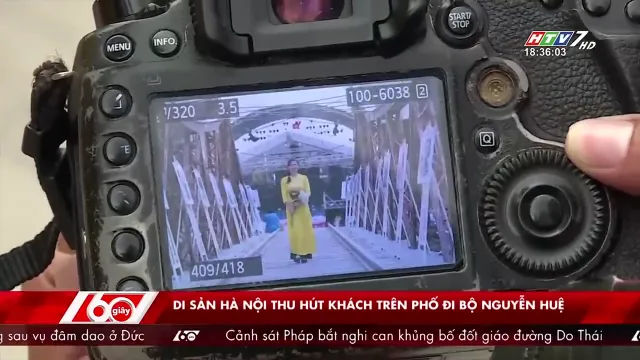 MENU
INFO.
START/
STOP
HTV7
HD
18:36:03
/320 3.5 100-6038 2
Q
409/418
60 giây
DI SẢN HÀ NỘI THU HÚT KHÁCH TRÊN PHỐ ĐI BỘ NGUYỄN HUỆ
sau vụ đâm dao ở Đức 60 Cảnh sát Pháp bắt nghi can khủng bố đốt giáo đường Do Thái